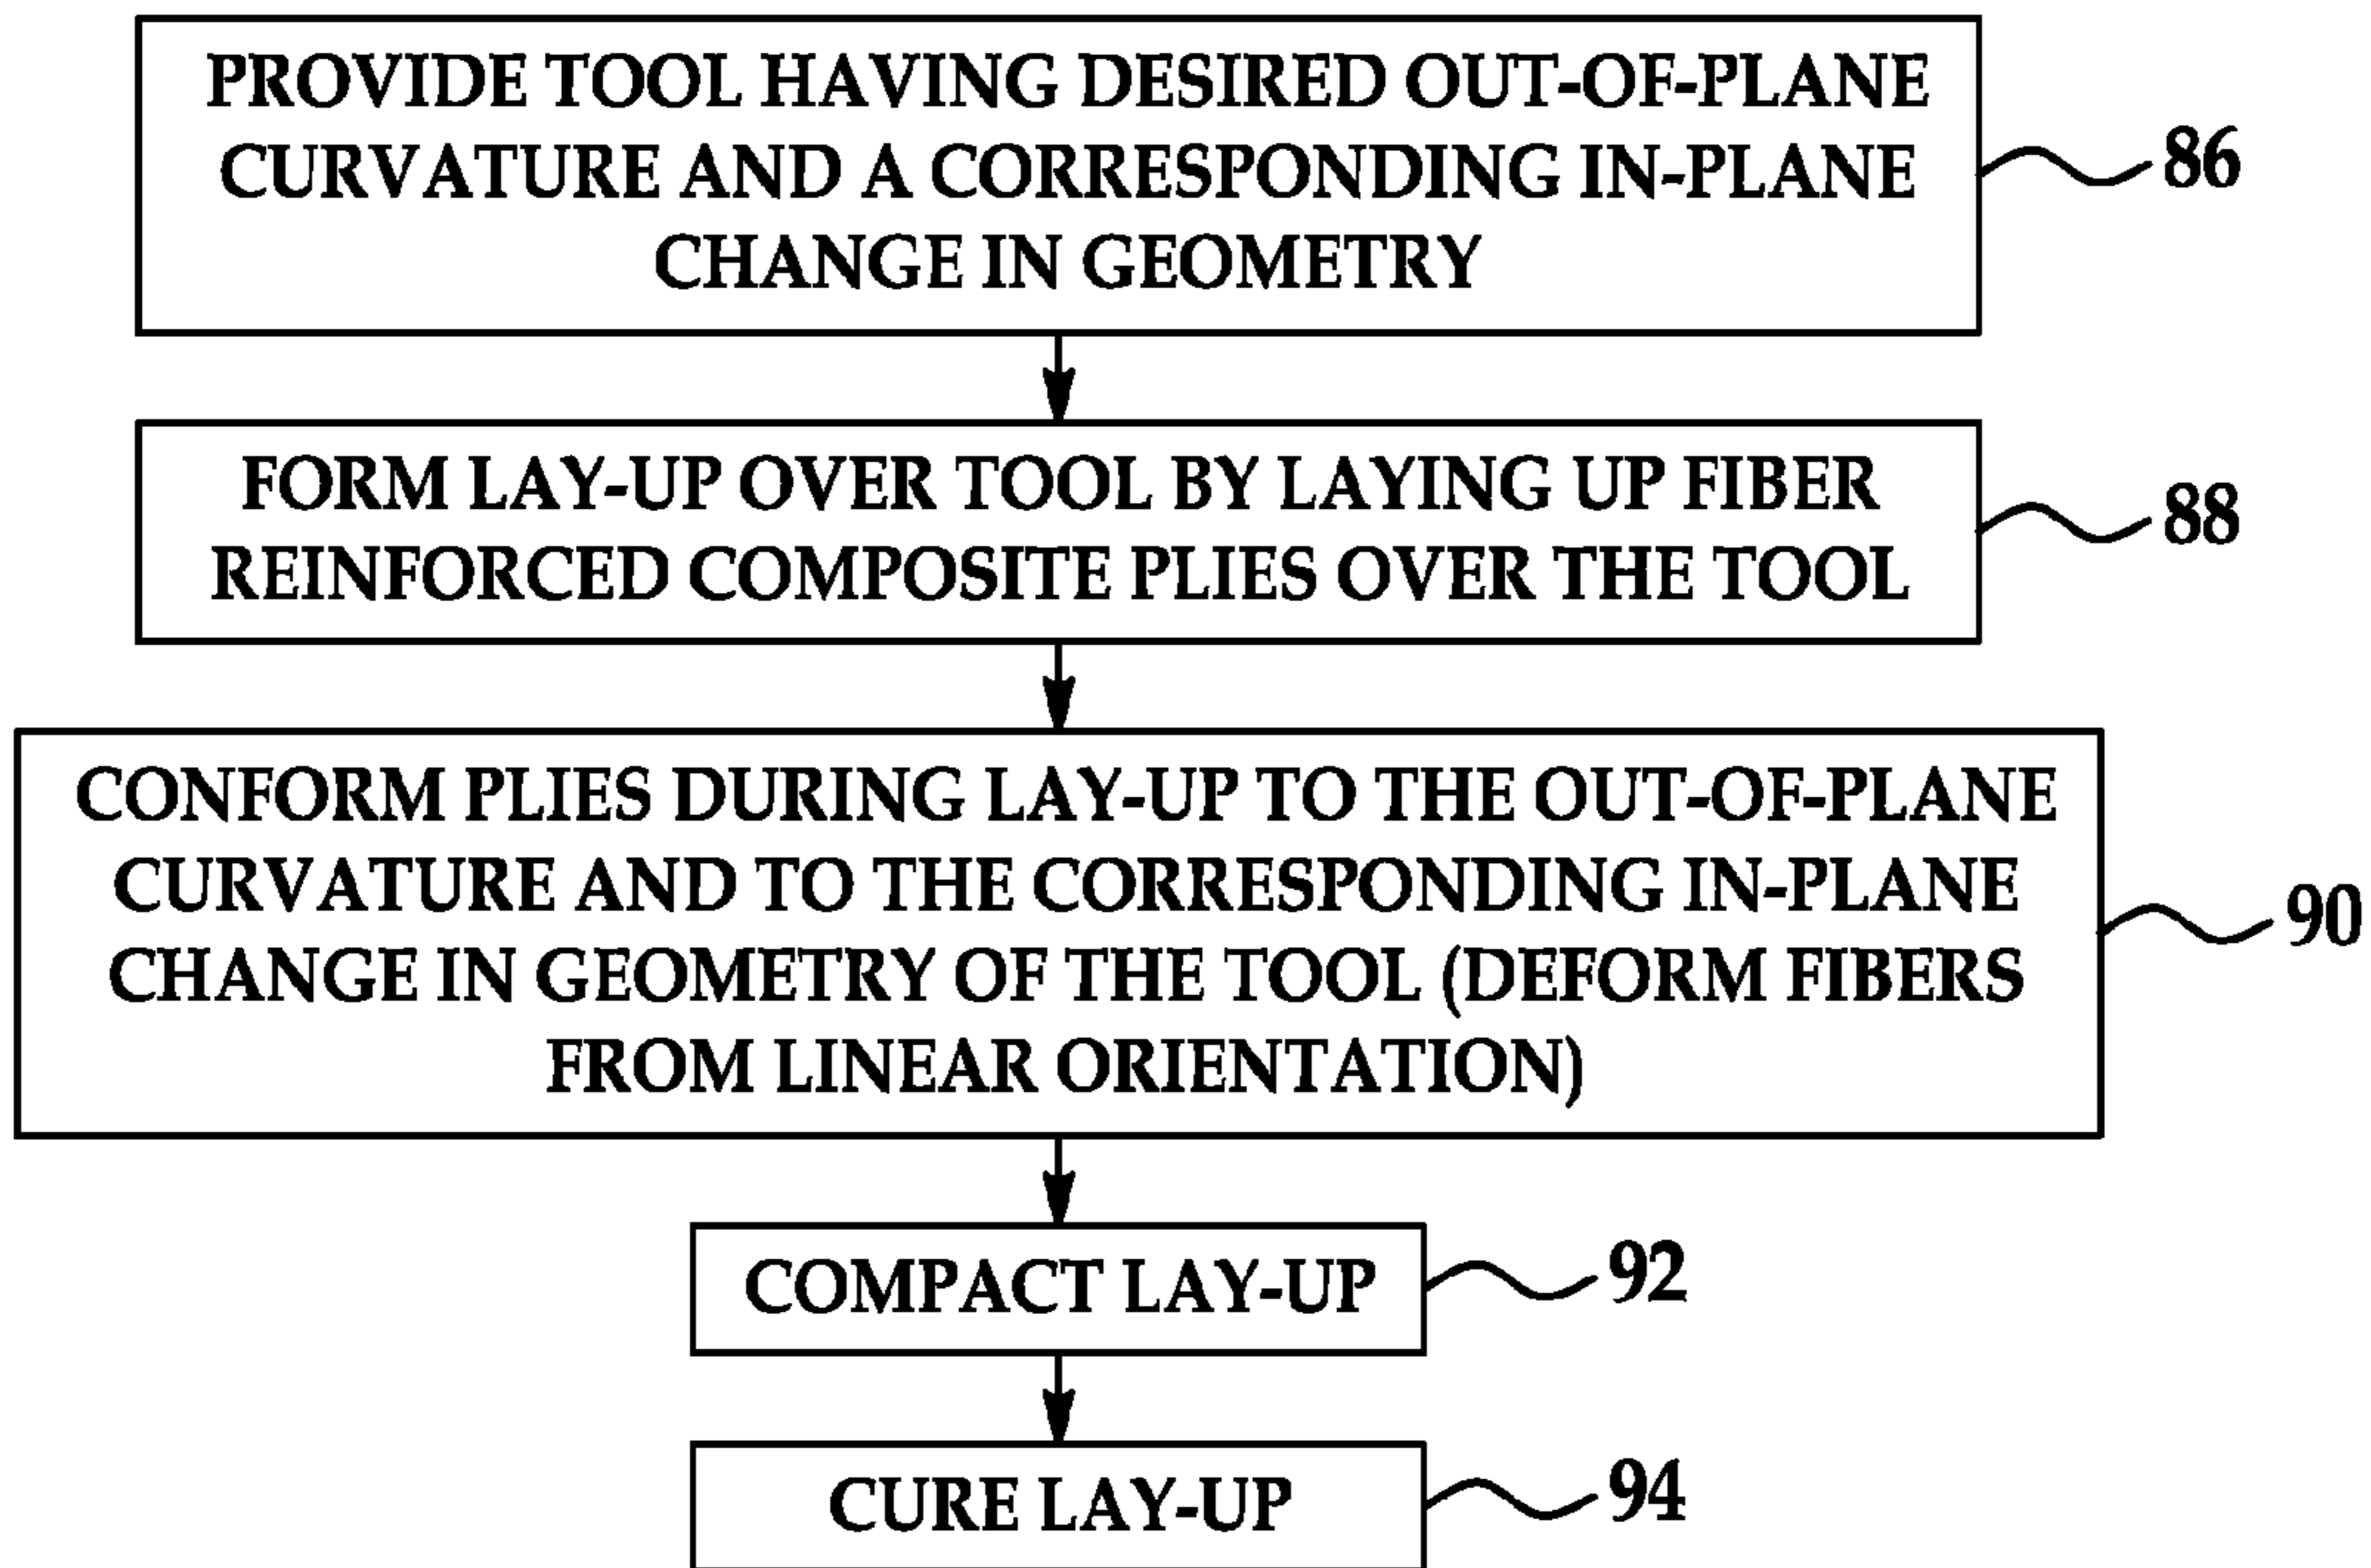 PROVIDE TOOL HAVING DESIRED OUT-OF-PLANE
CURVATURE AND A CORRESPONDING IN-PLANE
CHANGE IN GEOMETRY
86
FORM LAY-UP OVER TOOL BY LAYING UP FIBER
REINFORCED COMPOSITE PLIES OVER THE TOOL
88
CONFORM PLIES DURING LAY-UP TO THE OUT-OF-PLANE
CURVATURE AND TO THE CORRESPONDING IN-PLANE
CHANGE IN GEOMETRY OF THE TOOL (DEFORM FIBERS
FROM LINEAR ORIENTATION)
90
COMPACT LAY-UP
92
CURE LAY-UP
94